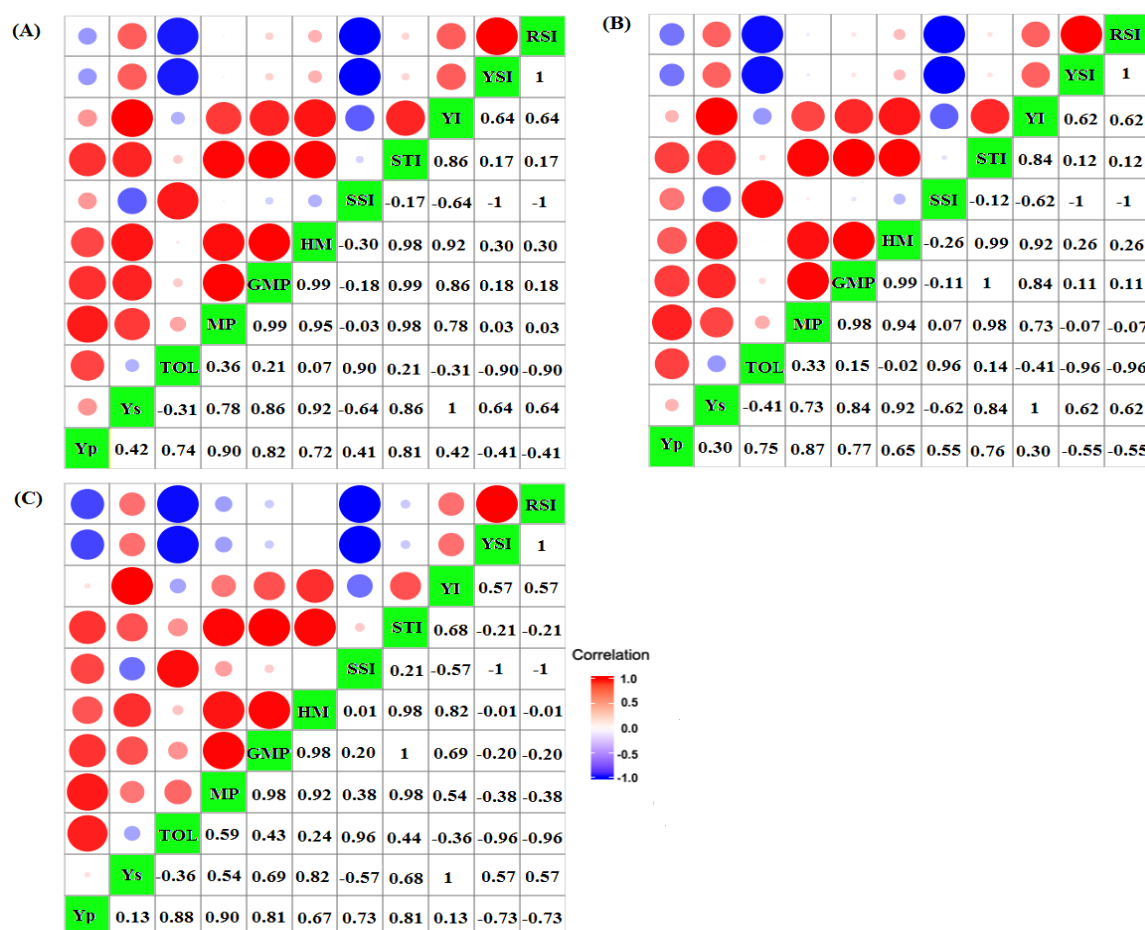 (A)
RSI
YSI 1
YI 0.64 0.64
STI 0.86 0.17 0.17
SSI -0.17 -0.64 -1 -1
HM -0.30 0.98 0.92 0.30 0.30
GMP 0.99 -0.18 0.99 0.86 0.18 0.18
MP 0.99 0.95 -0.03 0.98 0.78 0.03 0.03
TOL 0.36 0.21 0.07 0.90 0.21 -0.31 -0.90 -0.90
Ys -0.31 0.78 0.86 0.92 -0.64 0.86 1 0.64 0.64
Yp 0.42 0.74 0.90 0.82 0.72 0.41 0.81 0.42 -0.41 -0.41
(B)
RSI
YSI 1
YI 0.62 0.62
STI 0.84 0.12 0.12
SSI -0.12 -0.62 -1 -1
HM -0.26 0.99 0.92 0.26 0.26
GMP 0.99 -0.11 1 0.84 0.11 0.11
MP 0.98 0.94 0.07 0.98 0.73 -0.07 -0.07
TOL 0.33 0.15 -0.02 0.96 0.14 -0.41 -0.96 -0.96
Ys -0.41 0.73 0.84 0.92 -0.62 0.84 1 0.62 0.62
Yp 0.30 0.75 0.87 0.77 0.65 0.55 0.76 0.30 -0.55 -0.55
(C)
RSI
YSI 1
YI 0.57 0.57
STI 0.68 -0.21 -0.21
SSI 0.21 -0.57 -1 -1
HM 0.01 0.98 0.82 -0.01 -0.01
GMP 0.98 0.20 1 0.69 -0.20 -0.20
MP 0.98 0.92 0.38 0.98 0.54 -0.38 -0.38
TOL 0.59 0.43 0.24 0.96 0.44 -0.36 -0.96 -0.96
Ys -0.36 0.54 0.69 0.82 -0.57 0.68 1 0.57 0.57
Yp 0.13 0.88 0.90 0.81 0.67 0.73 0.81 0.13 -0.73 -0.73
Correlation
1.0
0.5
0.0
-0.5
-1.0